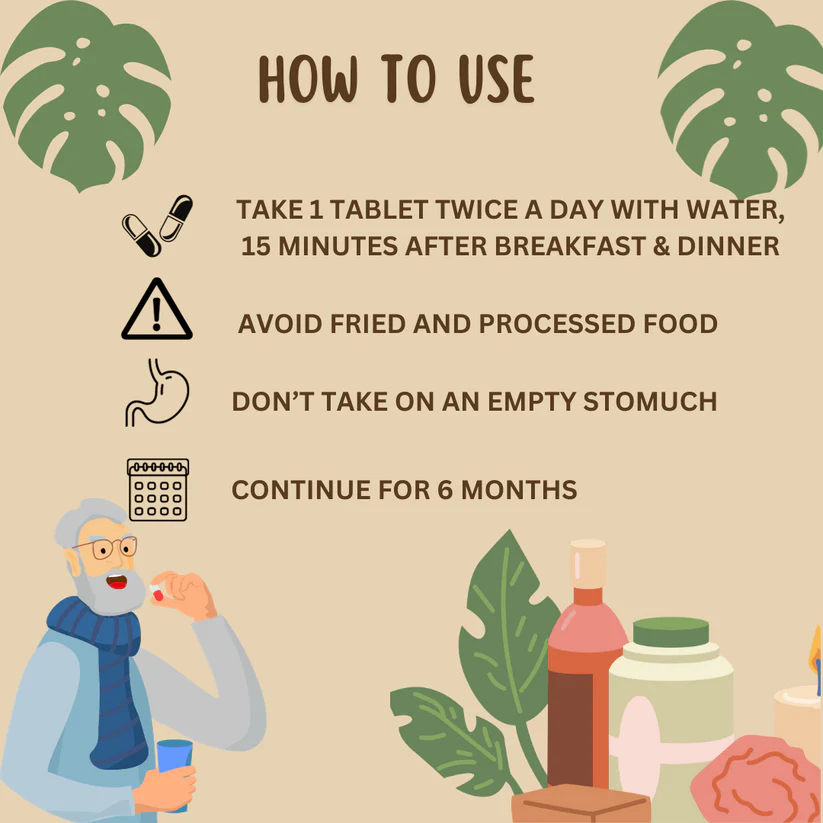 HOW TO USE
TAKE 1 TABLET TWICE A DAY WITH WATER,
15 MINUTES AFTER BREAKFAST & DINNER
AVOID FRIED AND PROCESSED FOOD
DON’T TAKE ON AN EMPTY STOMUCH
CONTINUE FOR 6 MONTHS